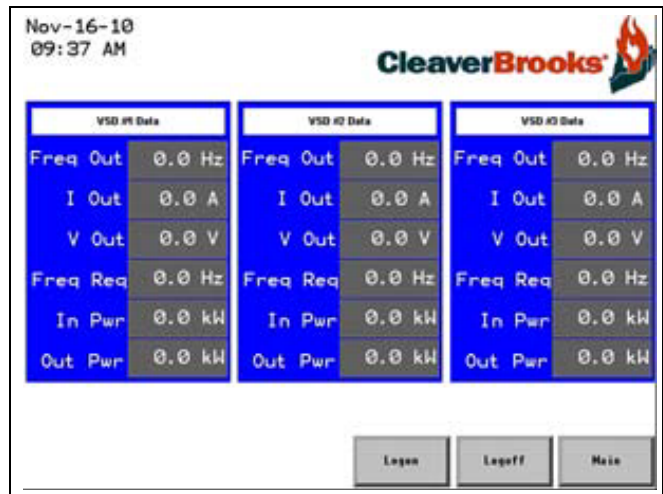 Nov-16-10
09:37 AM
CleaverBrooks
VSD #1 Data VSD #2 Data VSD #3 Data
Freq Out 0.0 Hz Freq Out 0.0 Hz Freq Out 0.0 Hz
I Out 0.0 A I Out 0.0 A I Out 0.0 A
V Out 0.0 V V Out 0.0 V V Out 0.0 V
Freq Req 0.0 Hz Freq Req 0.0 Hz Freq Req 0.0 Hz
In Pwr 0.0 kW In Pwr 0.0 kW In Pwr 0.0 kW
Out Pwr 0.0 kW Out Pwr 0.0 kW Out Pwr 0.0 kW
Logon Logoff Main